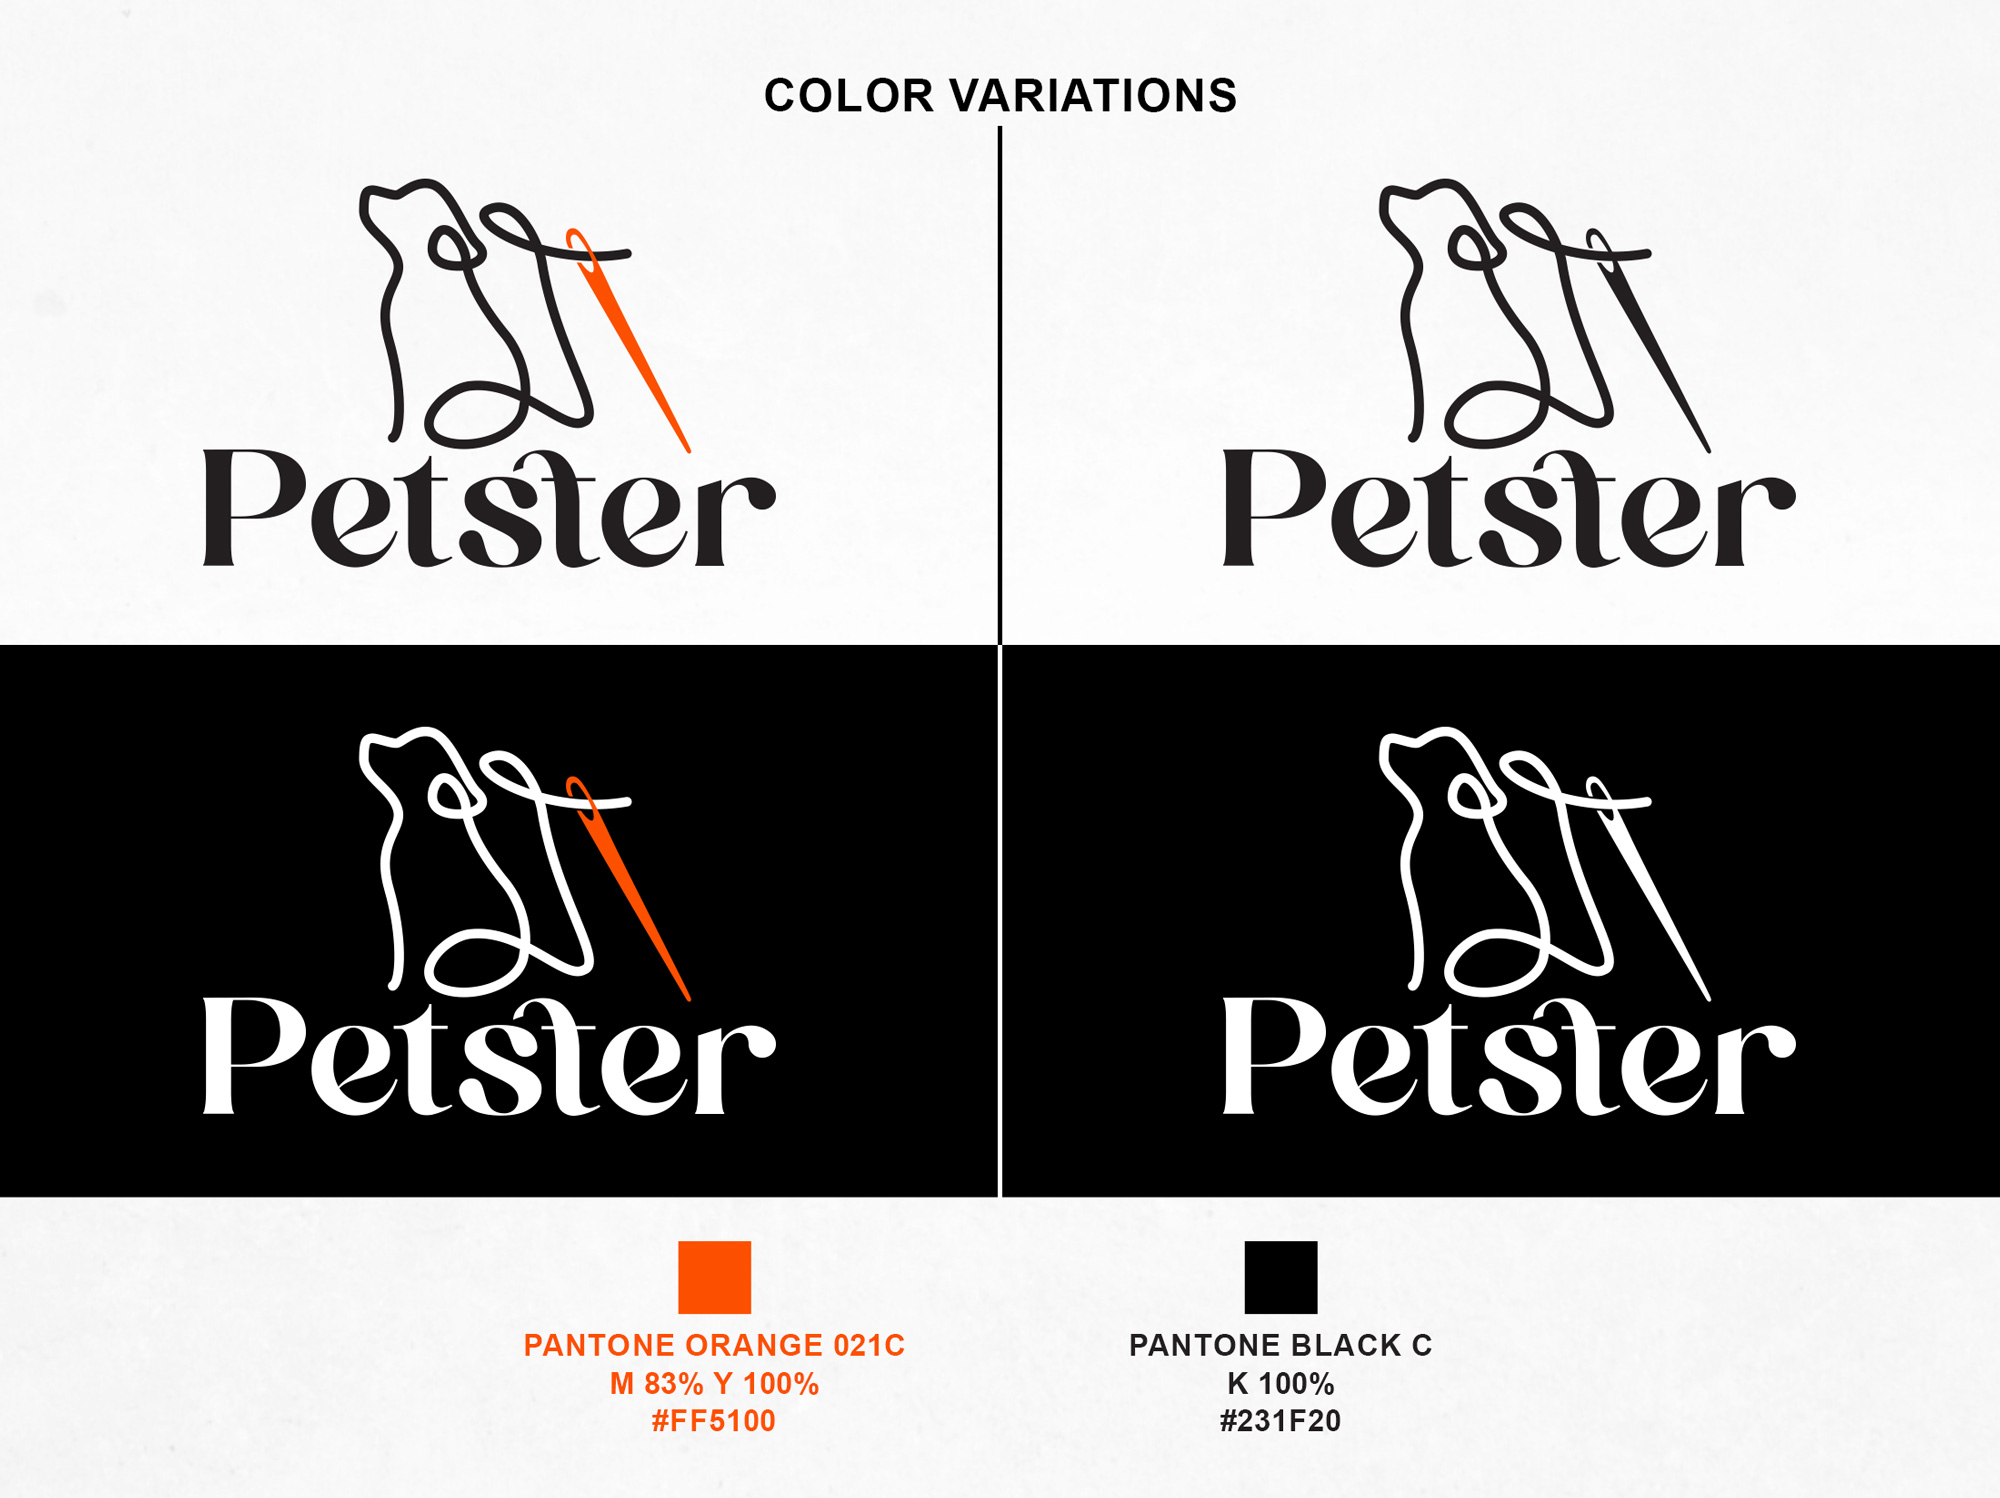 COLOR VARIATIONS
Petster
Petster
Petster
Petster
PANTONE ORANGE 021C
M 83% Y 100%
#FF5100
PANTONE BLACK C
K 100%
#231F20